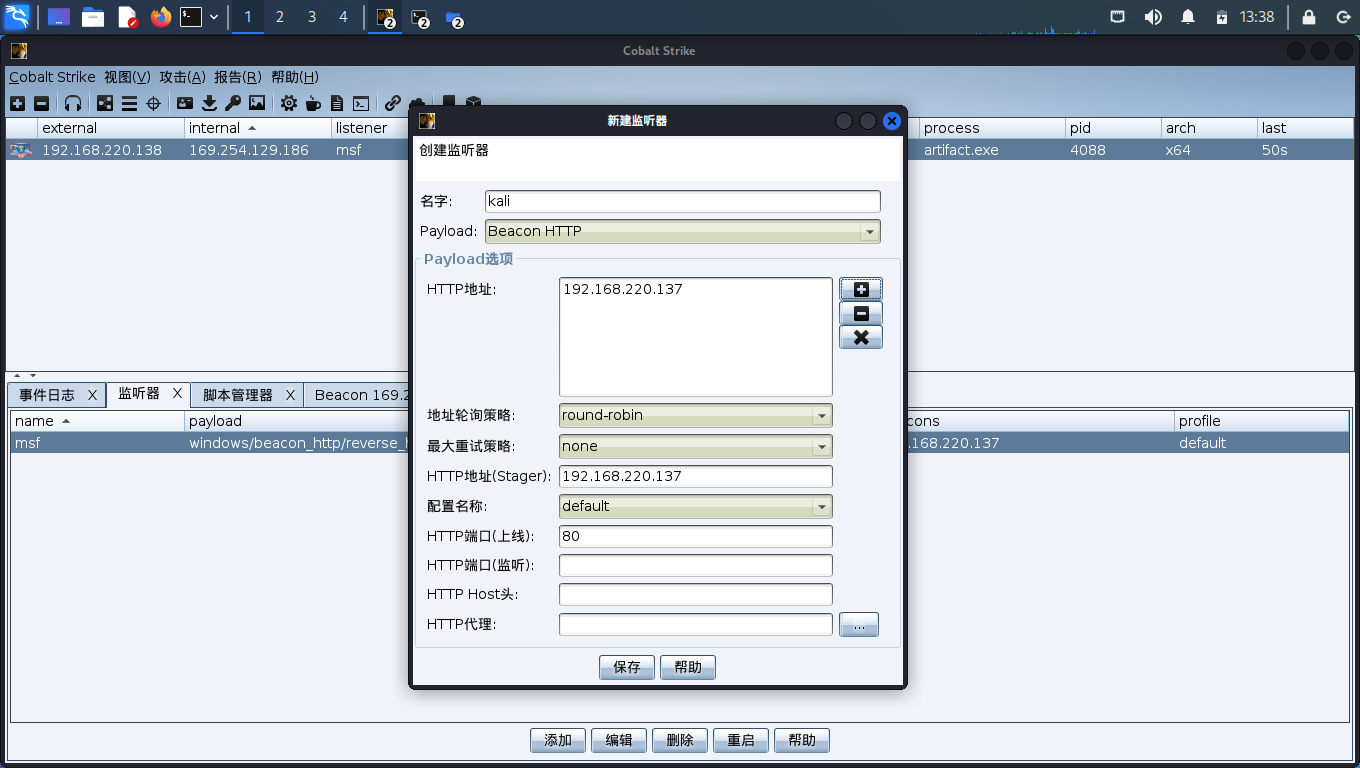 1 2 3 4 2 2 2 13:38
Cobalt Strike
Cobalt Strike 视图(V) 攻击(A) 报告(R) 帮助(H)
external internal listener process pid arch last
192.168.220.138 169.254.129.186 msf artifact.exe 4088 x64 50s
新建监听器
创建监听器
名字: kali
Payload: Beacon HTTP
Payload选项
HTTP地址: 192.168.220.137
地址轮询策略: round-robin
最大重试策略: none
HTTP地址(Stager): 192.168.220.137
配置名称: default
HTTP端口(上线): 80
HTTP端口(监听):
HTTP Host头:
HTTP代理: ...
保存 帮助
事件日志 X 监听器 X 脚本管理器 X Beacon 169.2
name payload cons profile
msf windows/beacon_http/reverse_ .168.220.137 default
添加 编辑 删除 重启 帮助